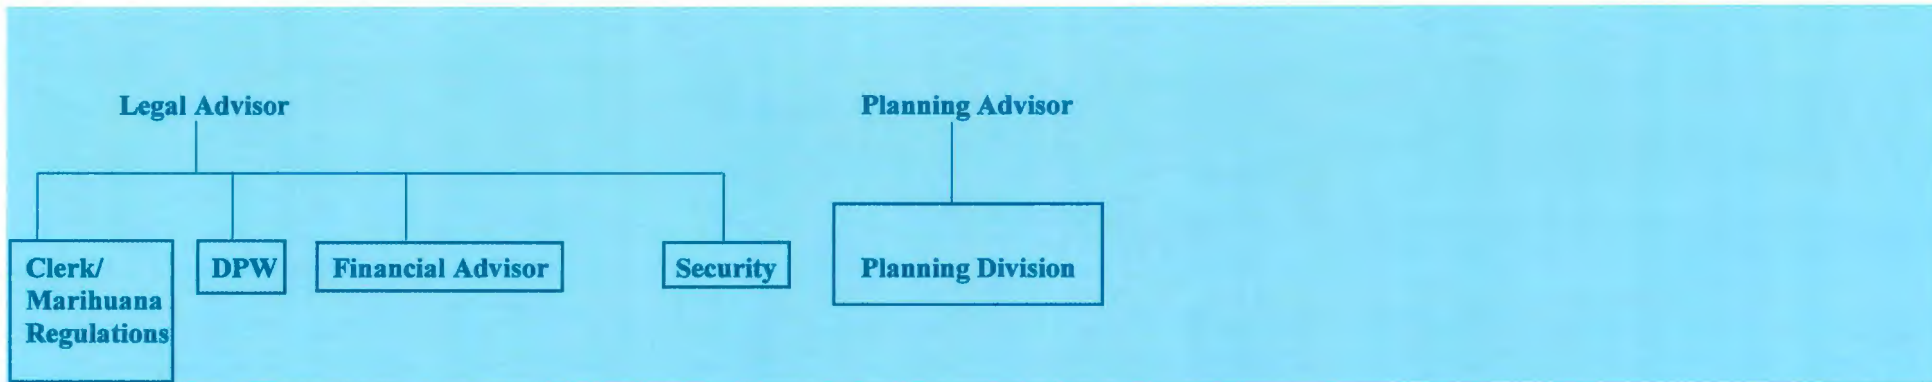 Legal Advisor
Planning Advisor
Clerk/
Marihuana
Regulations
DPW
Financial Advisor
Security
Planning Division